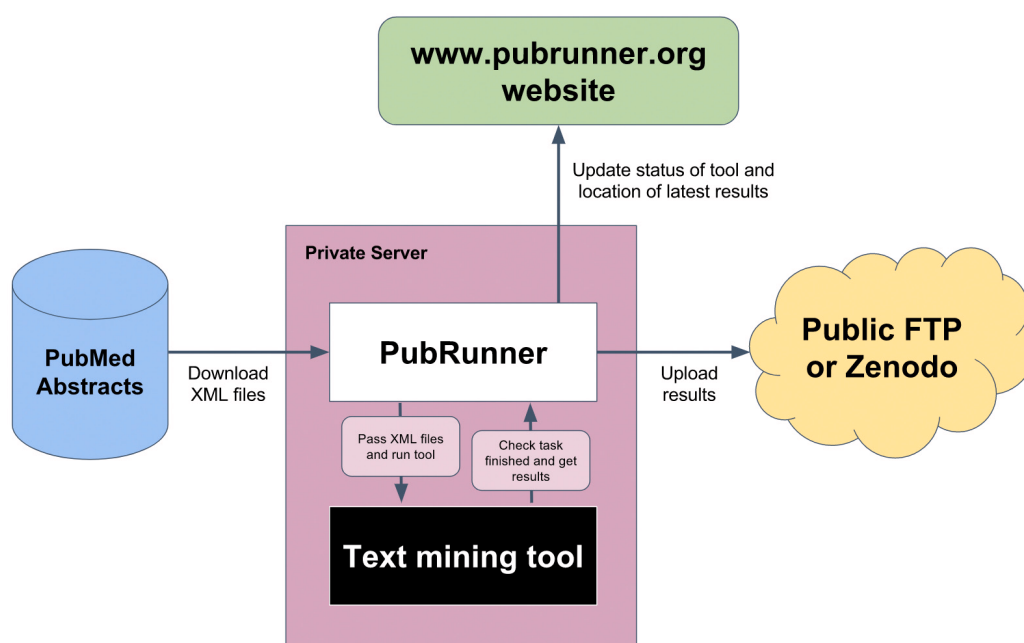 www.pubrunner.org
website
Update status of tool and
location of latest results
Private Server
PubMed
Abstracts
Download
XML files
PubRunner
Upload
results
Public FTP
or Zenodo
Pass XML files
and run tool
Check task
finished and get
results
Text mining tool